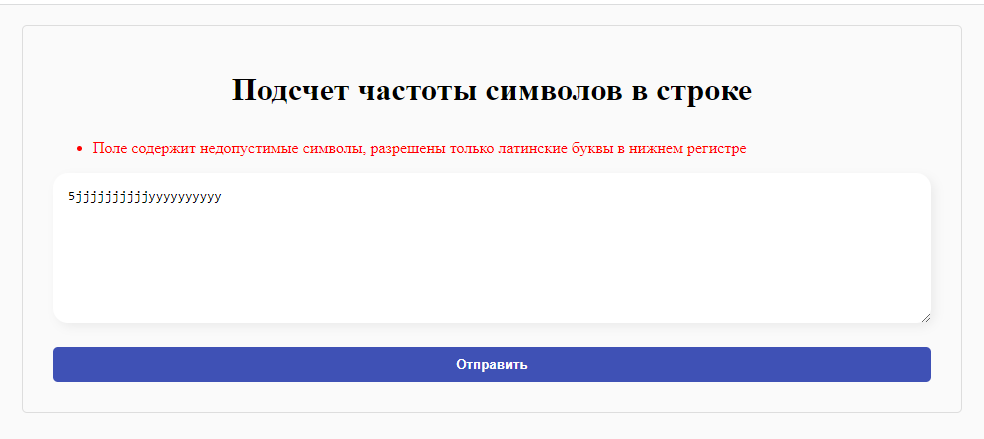 Подсчет частоты символов в строке
Поле содержит недопустимые символы, разрешены только латинские буквы в нижнем регистре
5jjjjjjjjjjyyyyyyyyyy
Отправить